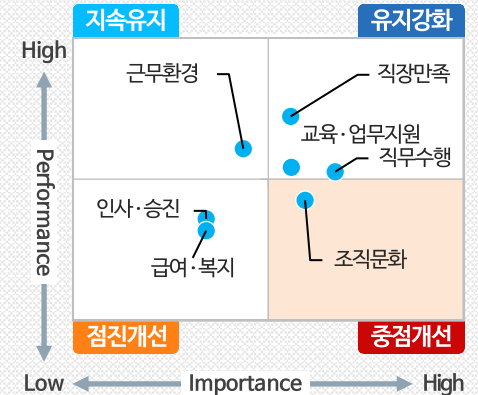 지속유지
유지강화
High
근무환경
직장만족
교육·업무지원
직무수행
Performance
인사·승진
조직문화
급여·복지
점진개선
중점개선
Low
Importance
High